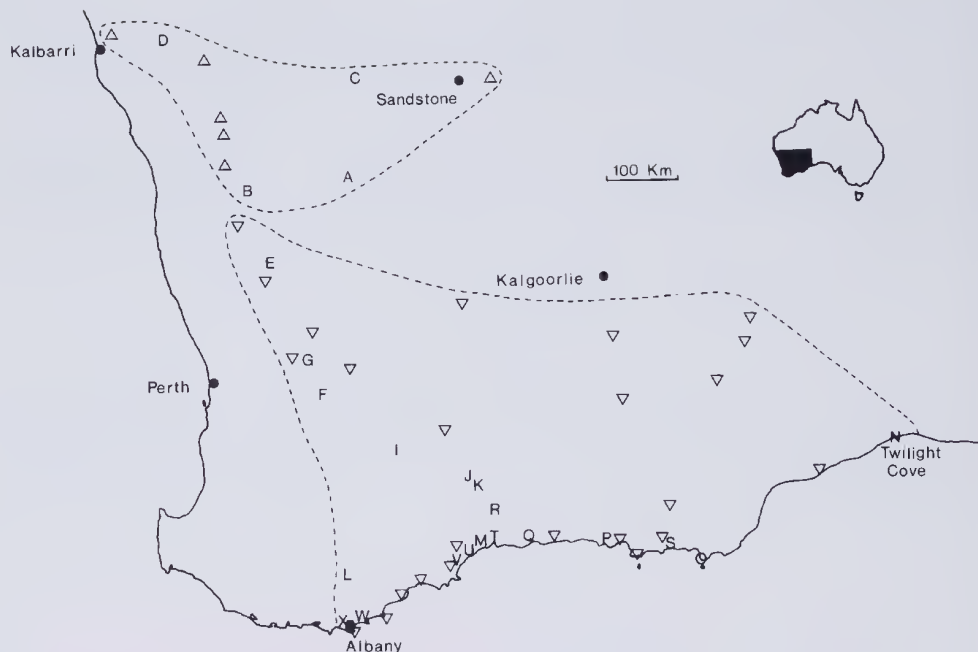 D
Kalbarri
C
Sandstone
A
B
100 Km
E
Kalgoorlie
G
Perth
F
N
Twilight
Cove
I
J K
R
T Q P S
U M
V
O
L
X W
Albany